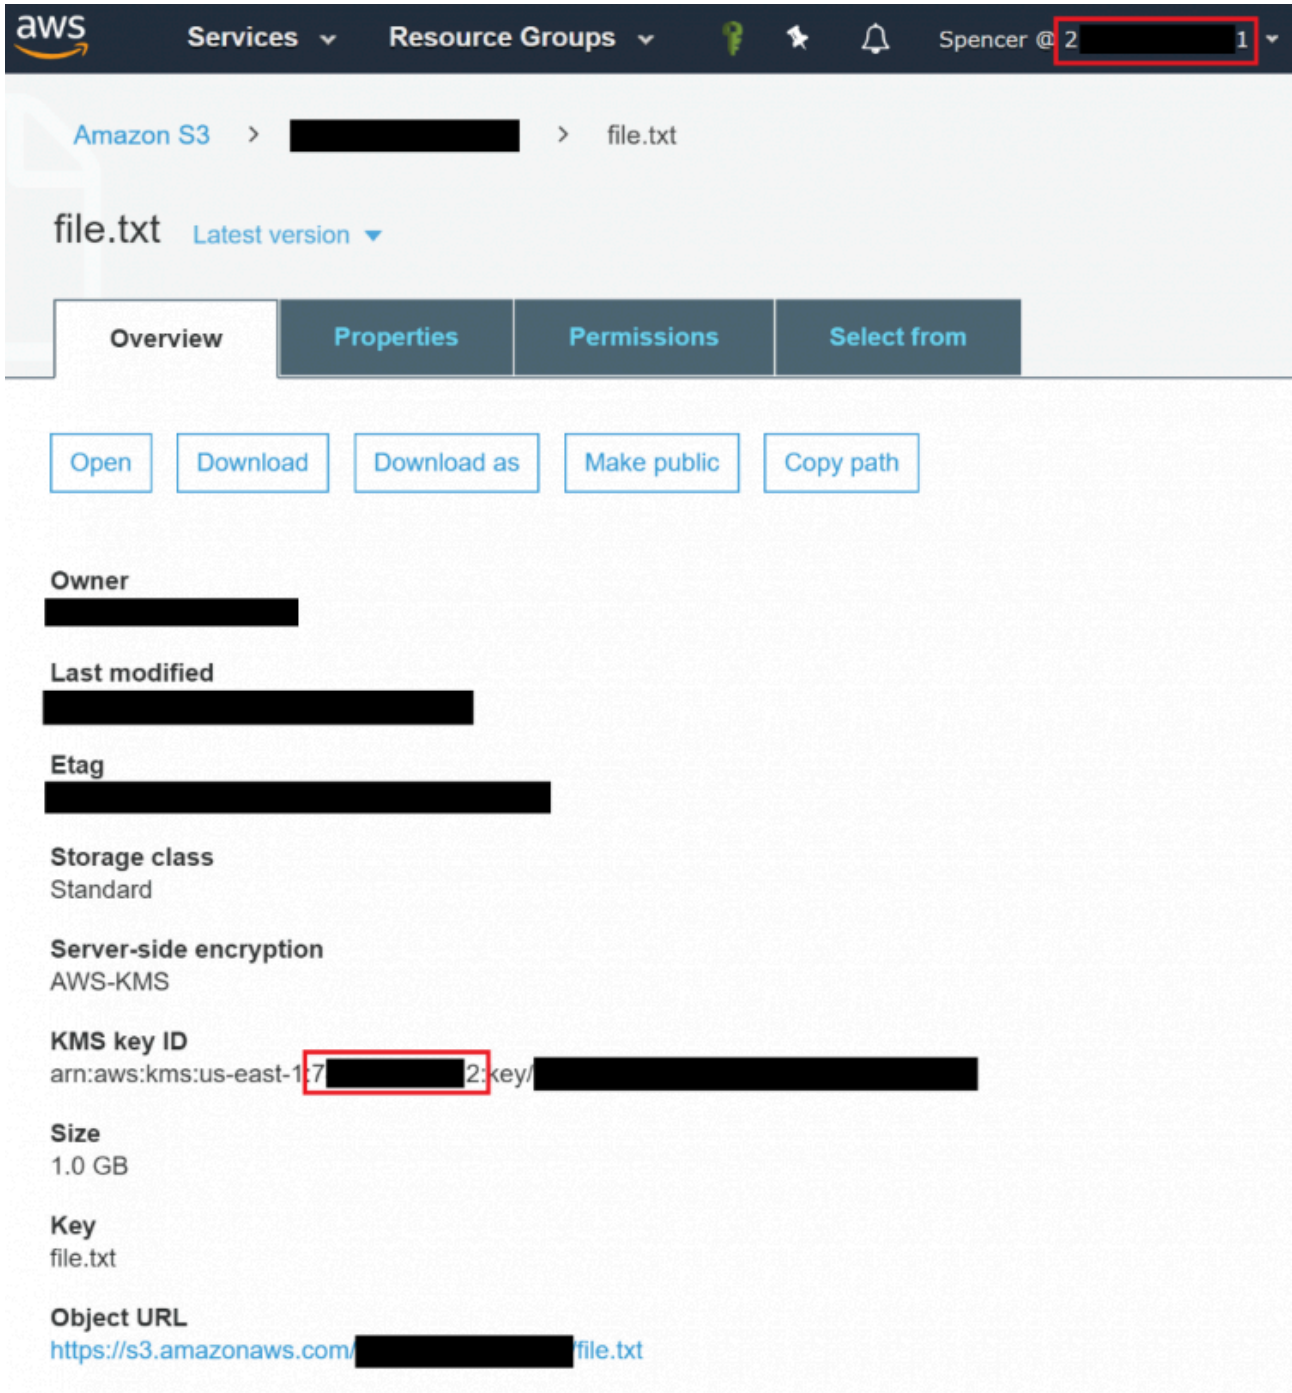 aws Services Resource Groups Spencer @ 2 1
Amazon S3 > > file.txt
file.txt Latest version
Overview Properties Permissions Select from
Open Download Download as Make public Copy path
Owner
Last modified
Etag
Storage class
Standard
Server-side encryption
AWS-KMS
KMS key ID
arn:aws:kms:us-east-1:7 2:key/
Size
1.0 GB
Key
file.txt
Object URL
https://s3.amazonaws.com/ /file.txt